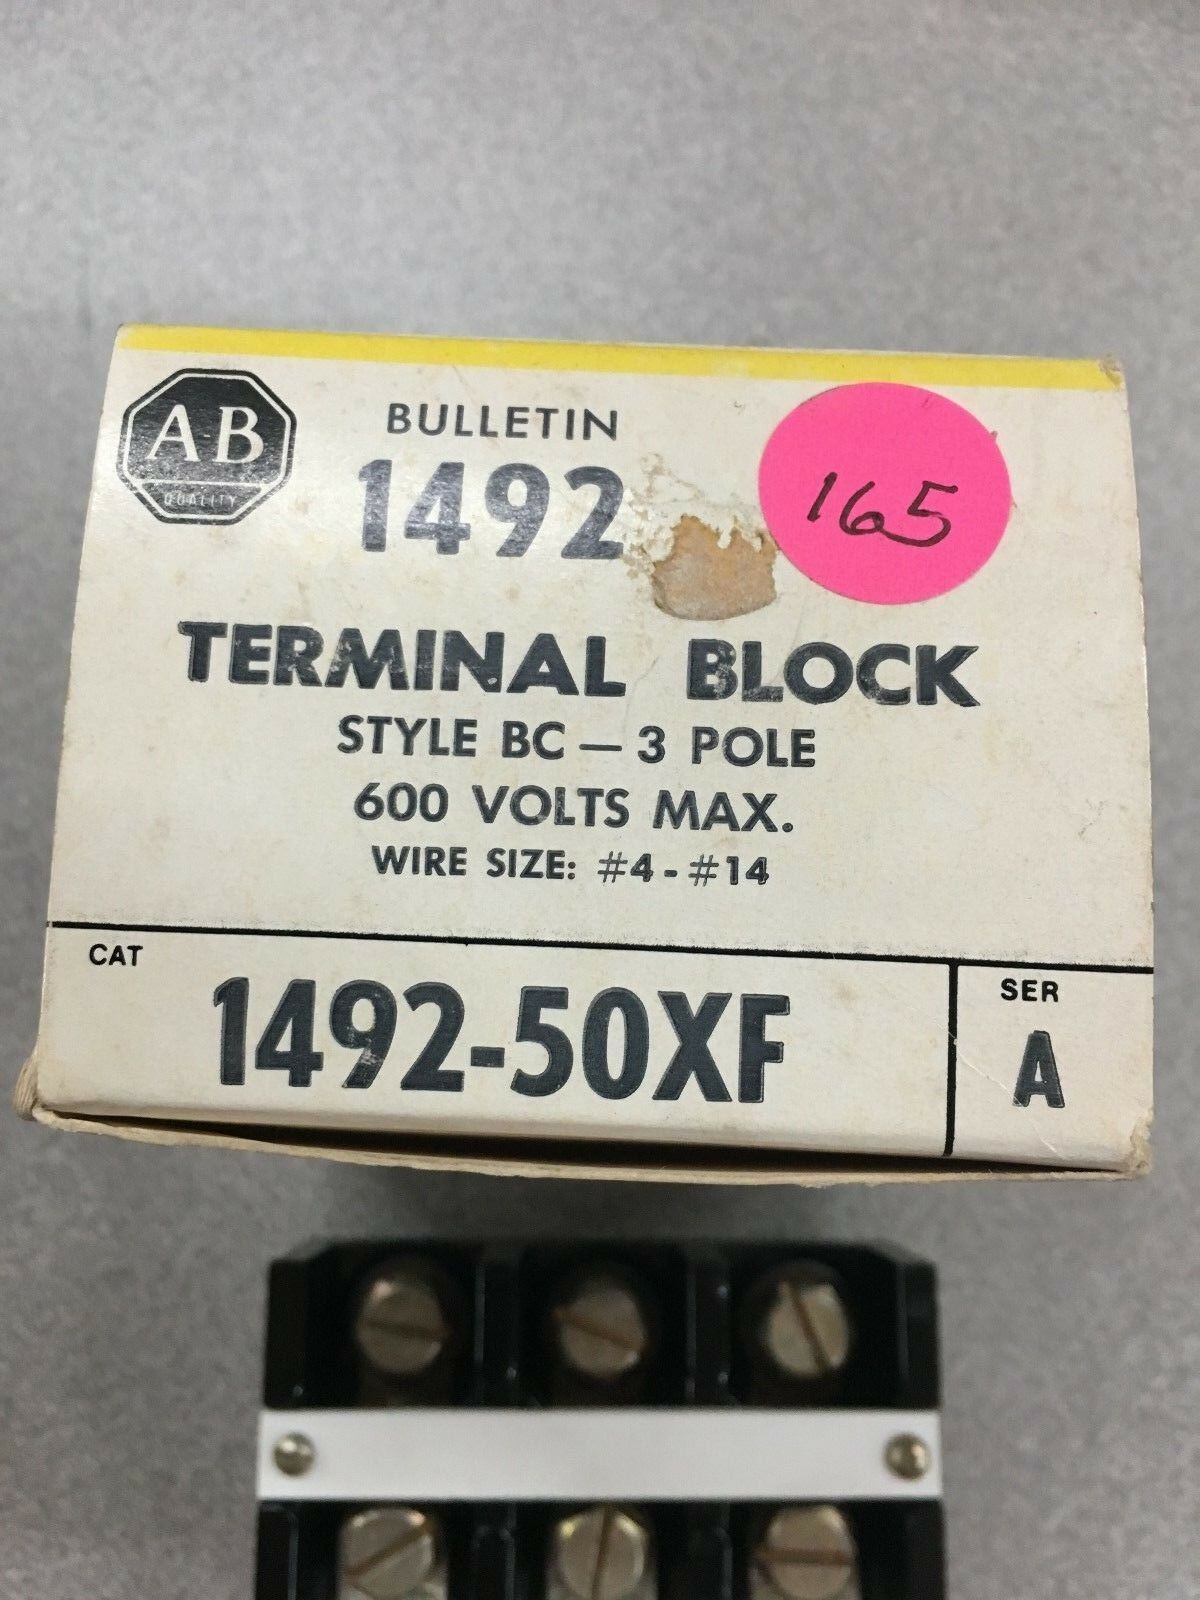 AB
QUALITY
BULLETIN
1492
165
TERMINAL BLOCK
STYLE BC — 3 POLE
600 VOLTS MAX.
WIRE SIZE: #4 - #14
CAT
1492-50XF
SER
A